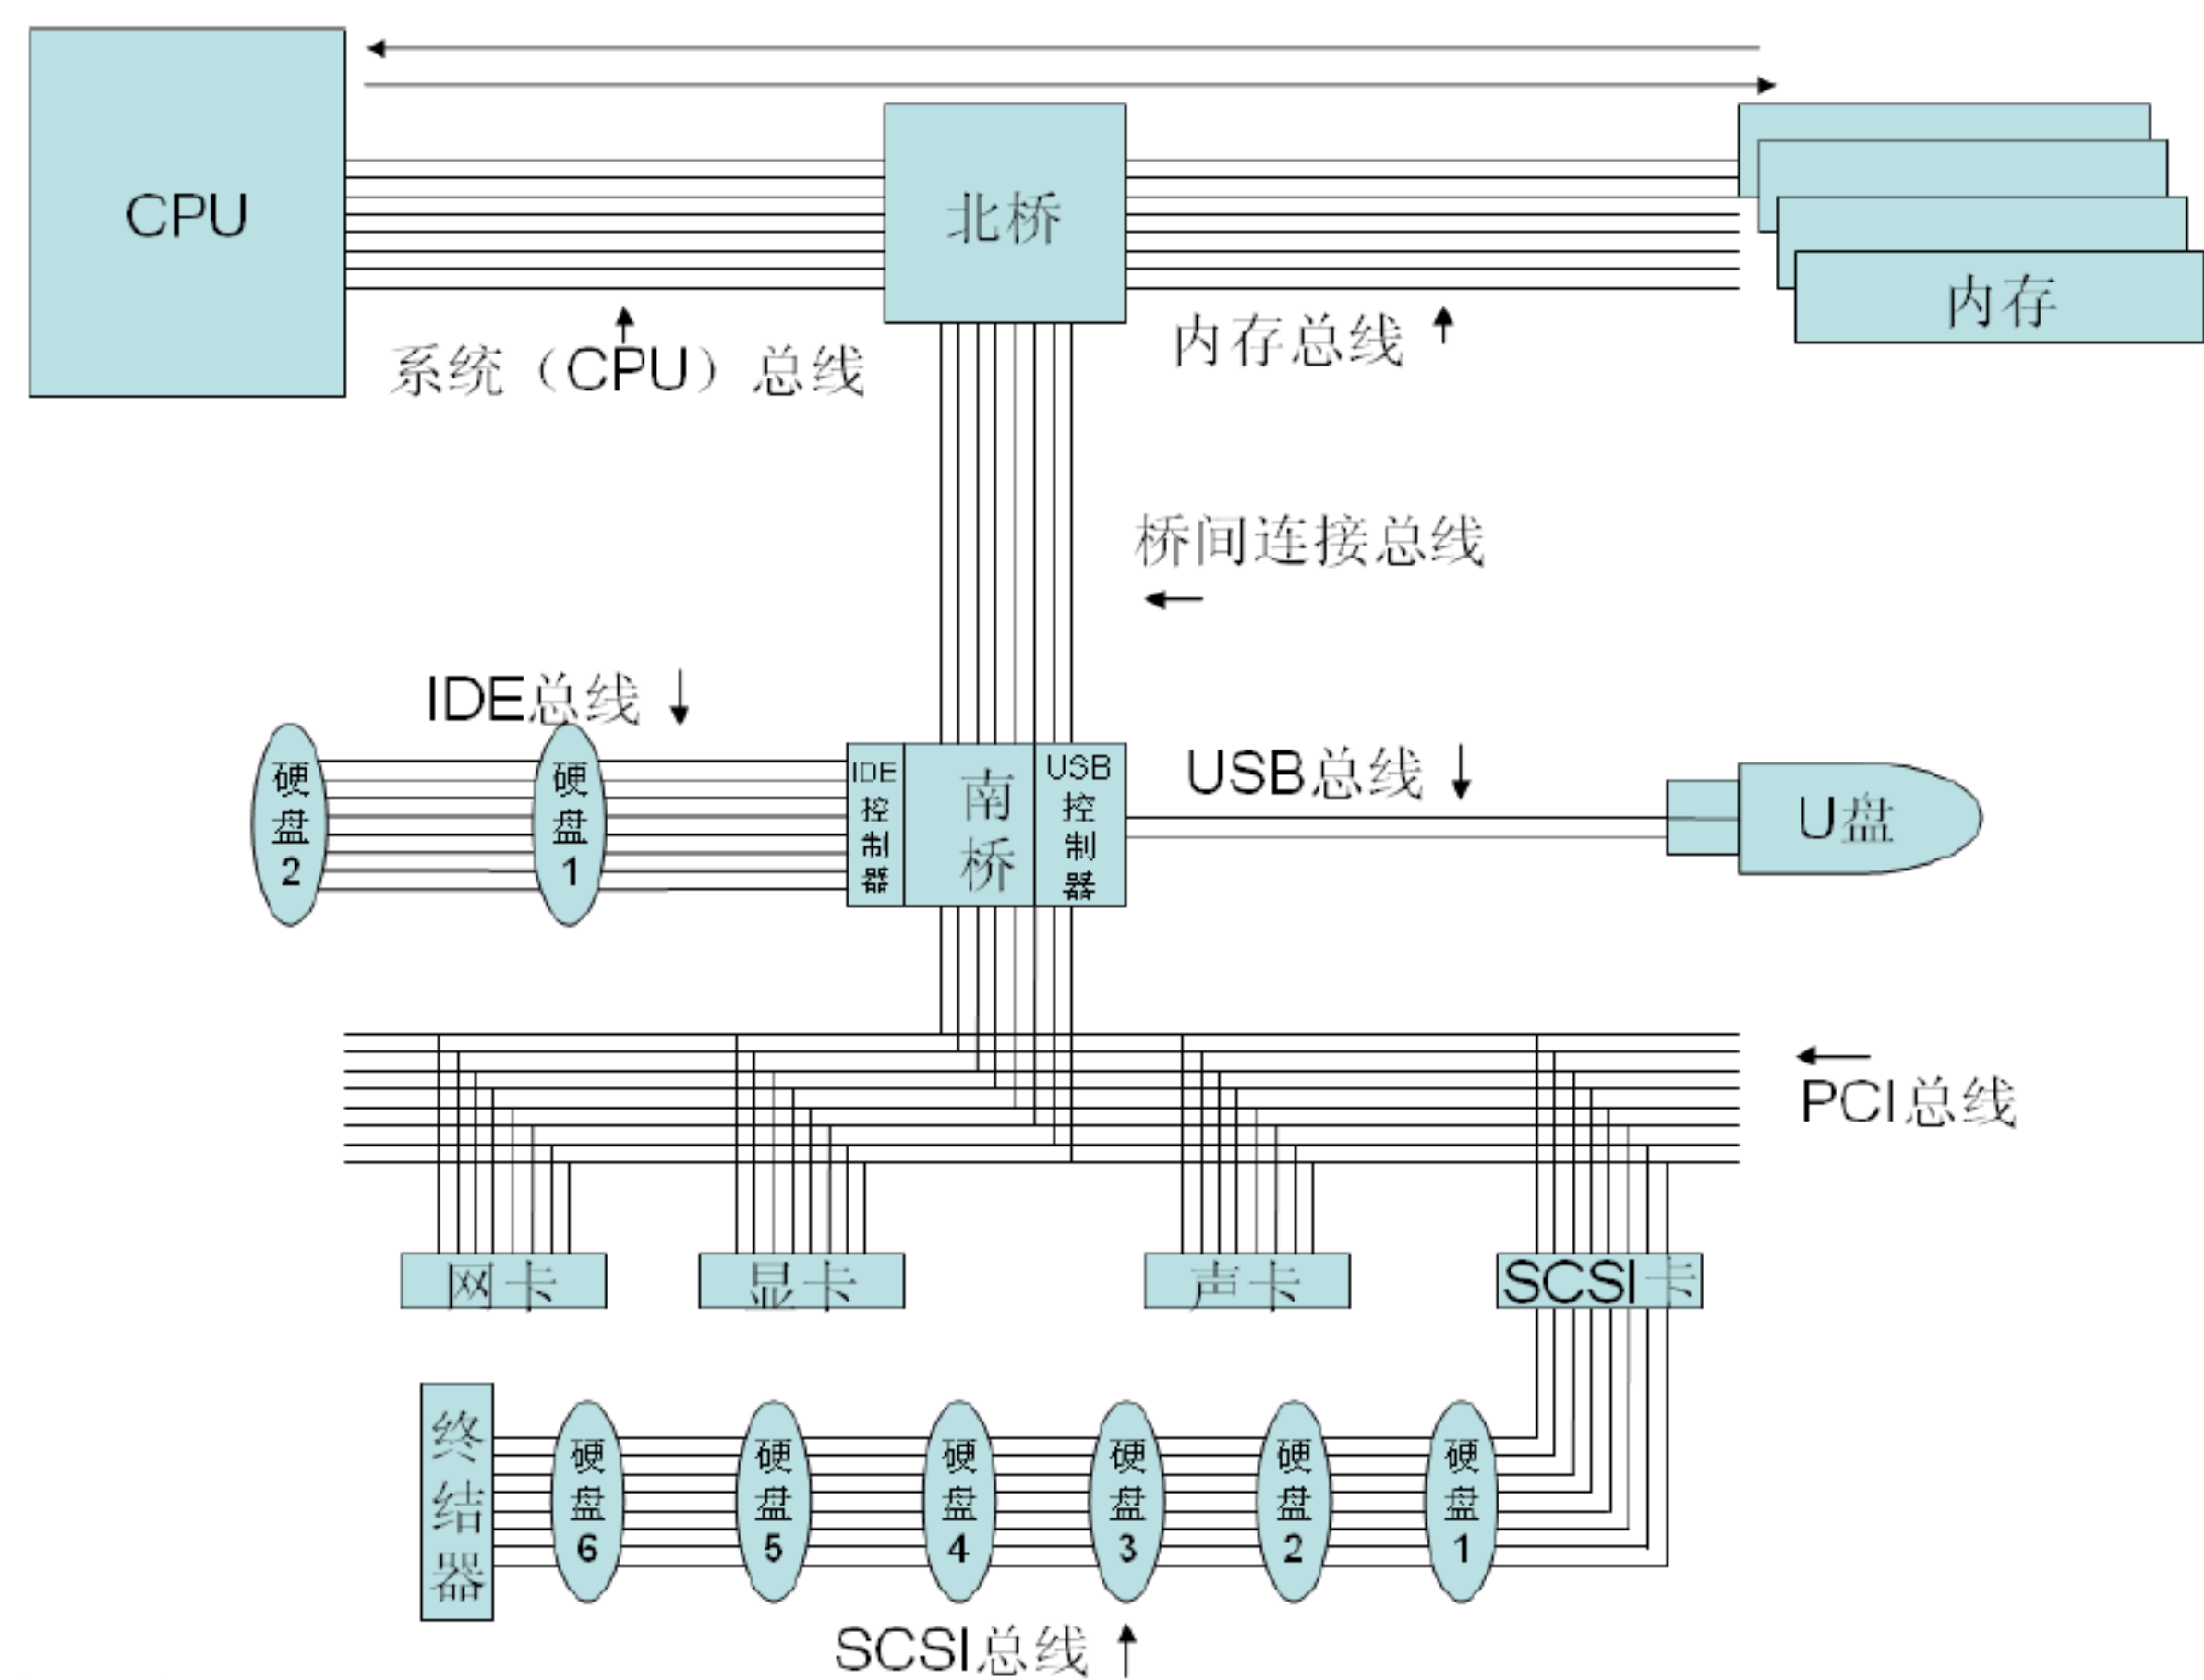 CPU
北桥
内存
系统（CPU）总线
内存总线
桥间连接总线
IDE总线
硬盘2
硬盘1
IDE控制器
南桥
USB控制器
USB总线
U盘
PCI总线
网卡
显卡
声卡
SCSI卡
终结器
硬盘6
硬盘5
硬盘4
硬盘3
硬盘2
硬盘1
SCSI总线